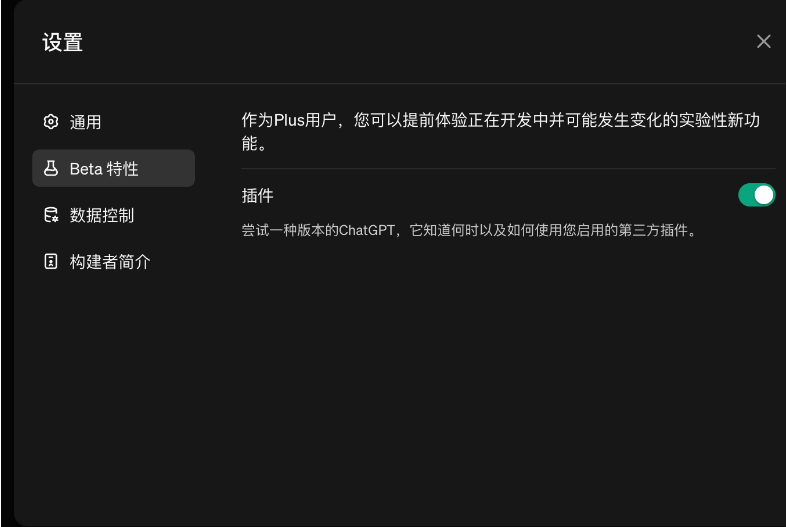 设置
通用
Beta 特性
数据控制
构建者简介
作为Plus用户，您可以提前体验正在开发中并可能发生变化的实验性新功
能。
插件
尝试一种版本的ChatGPT，它知道何时以及如何使用您启用的第三方插件。